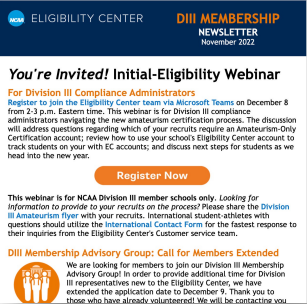 NCAA ELIGIBILITY CENTER
DIII MEMBERSHIP
NEWSLETTER
November 2022
You're Invited! Initial-Eligibility Webinar
For Division III Compliance Administrators
Register to join the Eligibility Center team via Microsoft Teams on December 8
from 2-3 p.m. Eastern time. This webinar is for Division III compliance
administrators navigating the new amateurism certification process. The discussion
will address questions regarding which of your recruits require an Amateurism-Only
Certification account; review how to use your school's Eligibility Center account to
track students on your with EC accounts; and discuss next steps for students as we
head into the new year.
Register Now
This webinar is for NCAA Division III member schools only. Looking for
information to provide to your recruits on the process? Please share the Division
III Amateurism flyer with your recruits. International student-athletes with
questions should utilize the International Contact Form for the fastest response to
their inquiries from the Eligibility Center's Customer service team.
DIII Membership Advisory Group: Call for Members Extended
We are looking for members to join our Division III Membership
Advisory Group! In order to provide additional time for Division
III representatives new to the Eligibility Center, we have
extended the application date to December 9. Thank you to
those who have already volunteered! We will be contacting you